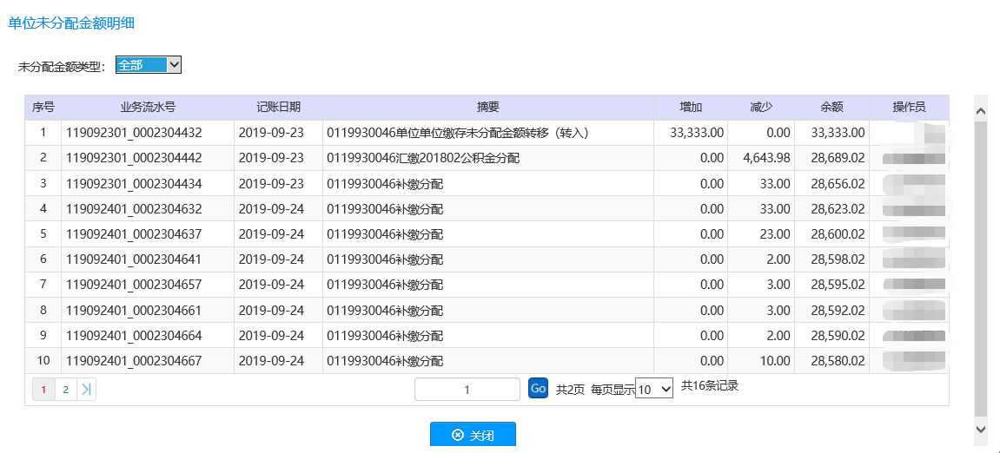 单位未分配金额明细
未分配金额类型： 全部
序号 业务流水号 记账日期 摘要 增加 减少 余额 操作员
1 119092301_0002304432 2019-09-23 0119930046单位单位缴存未分配金额转移（转入） 33,333.00 0.00 33,333.00
2 119092301_0002304442 2019-09-23 0119930046汇缴201802公积金分配 0.00 4,643.98 28,689.02
3 119092301_0002304434 2019-09-23 0119930046补缴分配 0.00 33.00 28,656.02
4 119092401_0002304632 2019-09-24 0119930046补缴分配 0.00 33.00 28,623.02
5 119092401_0002304637 2019-09-24 0119930046补缴分配 0.00 23.00 28,600.02
6 119092401_0002304641 2019-09-24 0119930046补缴分配 0.00 2.00 28,598.02
7 119092401_0002304657 2019-09-24 0119930046补缴分配 0.00 3.00 28,595.02
8 119092401_0002304661 2019-09-24 0119930046补缴分配 0.00 3.00 28,592.02
9 119092401_0002304664 2019-09-24 0119930046补缴分配 0.00 2.00 28,590.02
10 119092401_0002304667 2019-09-24 0119930046补缴分配 0.00 10.00 28,580.02
1 2 1 Go 共2页 每页显示 10 共16条记录
关闭